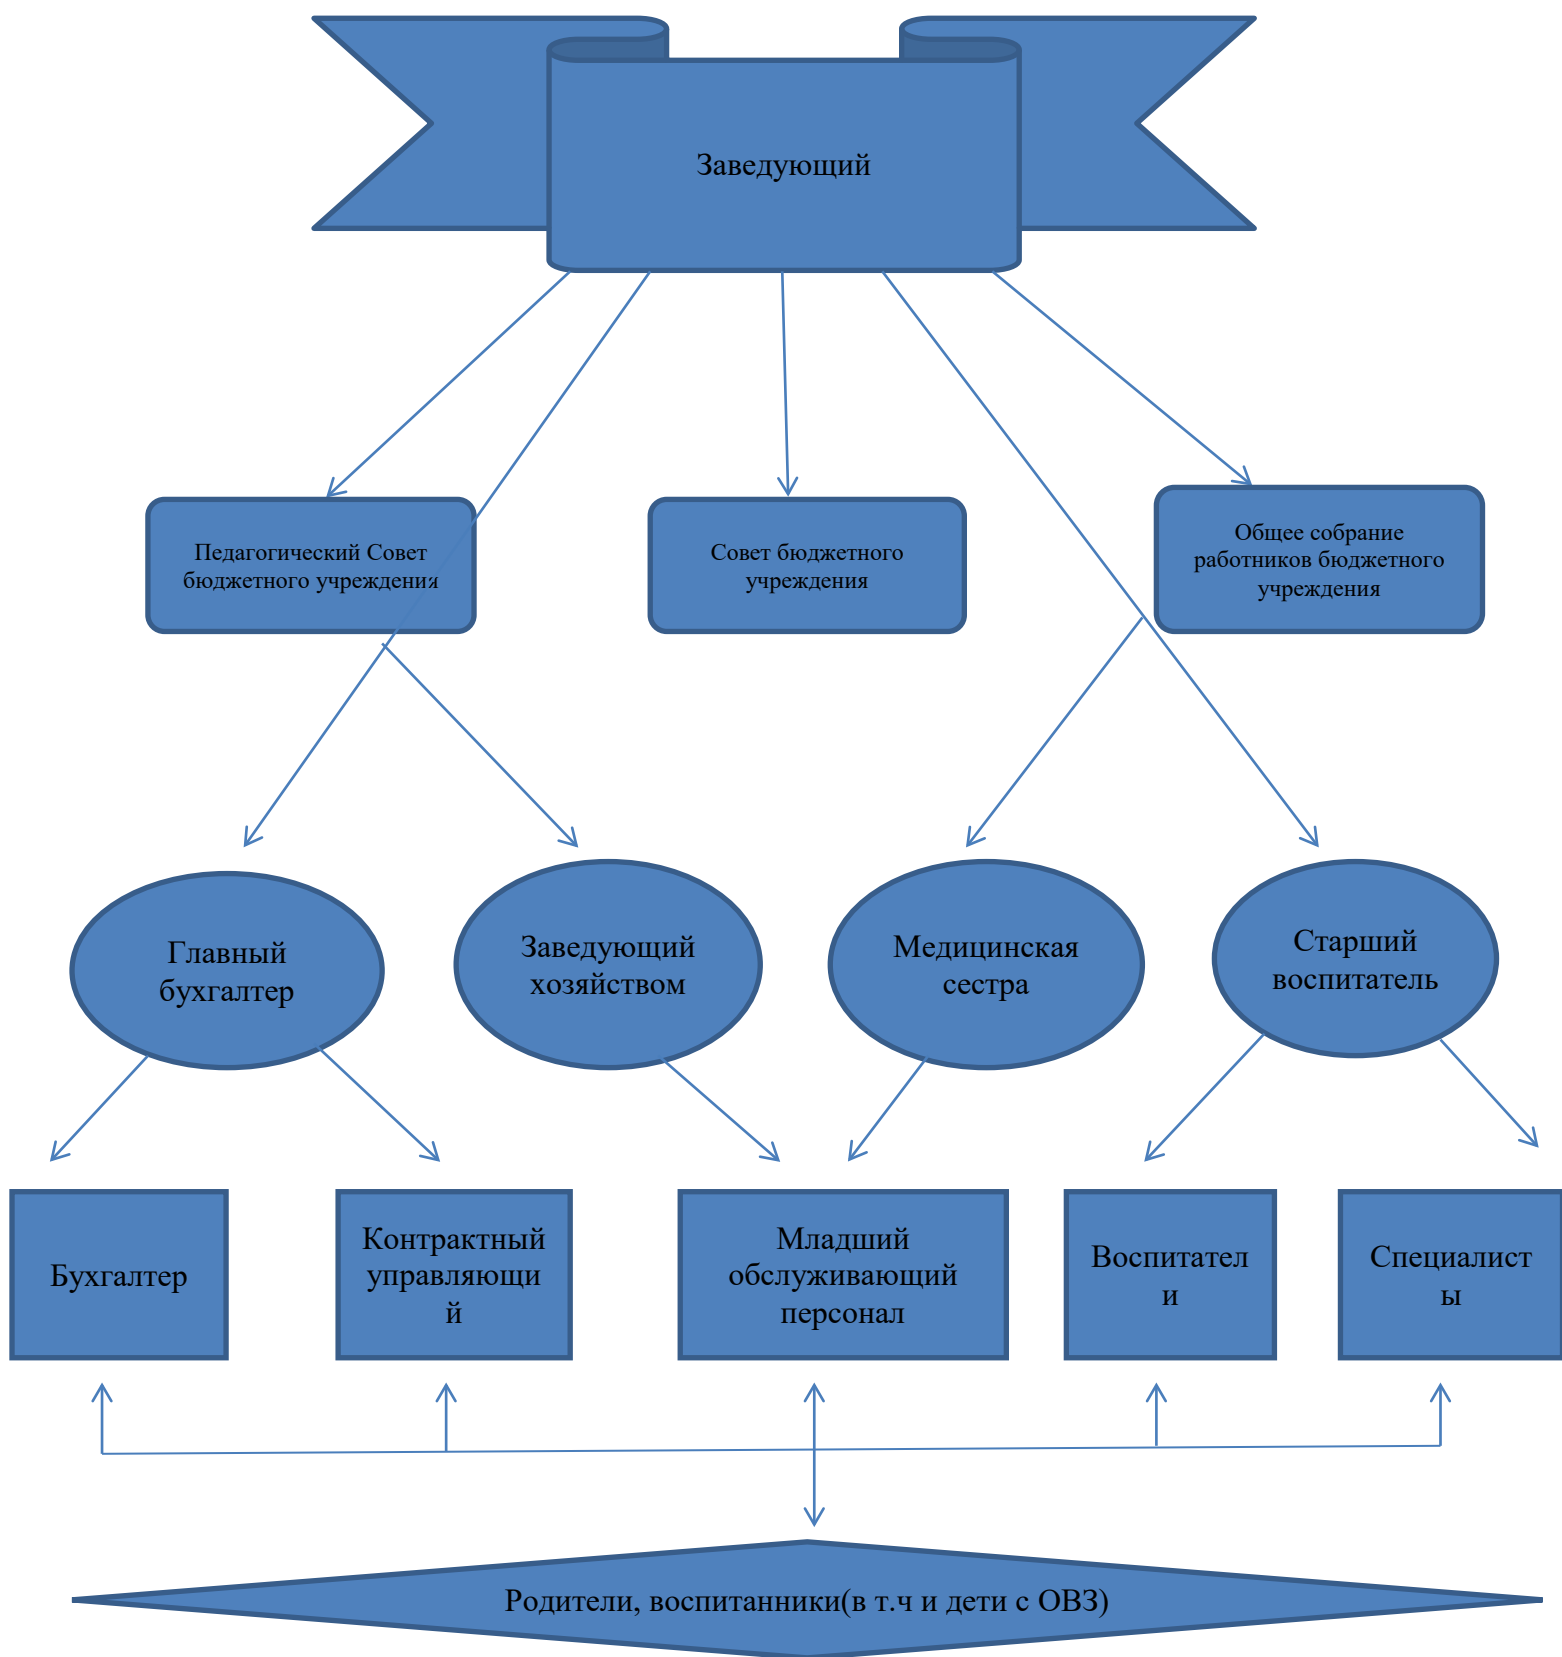 Заведующий
Педагогический Совет
бюджетного учреждения
Совет бюджетного
учреждения
Общее собрание
работников бюджетного
учреждения
Главный
бухгалтер
Заведующий
хозяйством
Медицинская
сестра
Старший
воспитатель
Бухгалтер
Контрактный
управляющи
й
Младший
обслуживающий
персонал
Воспитател
и
Специалист
ы
Родители, воспитанники(в т.ч и дети с ОВЗ)